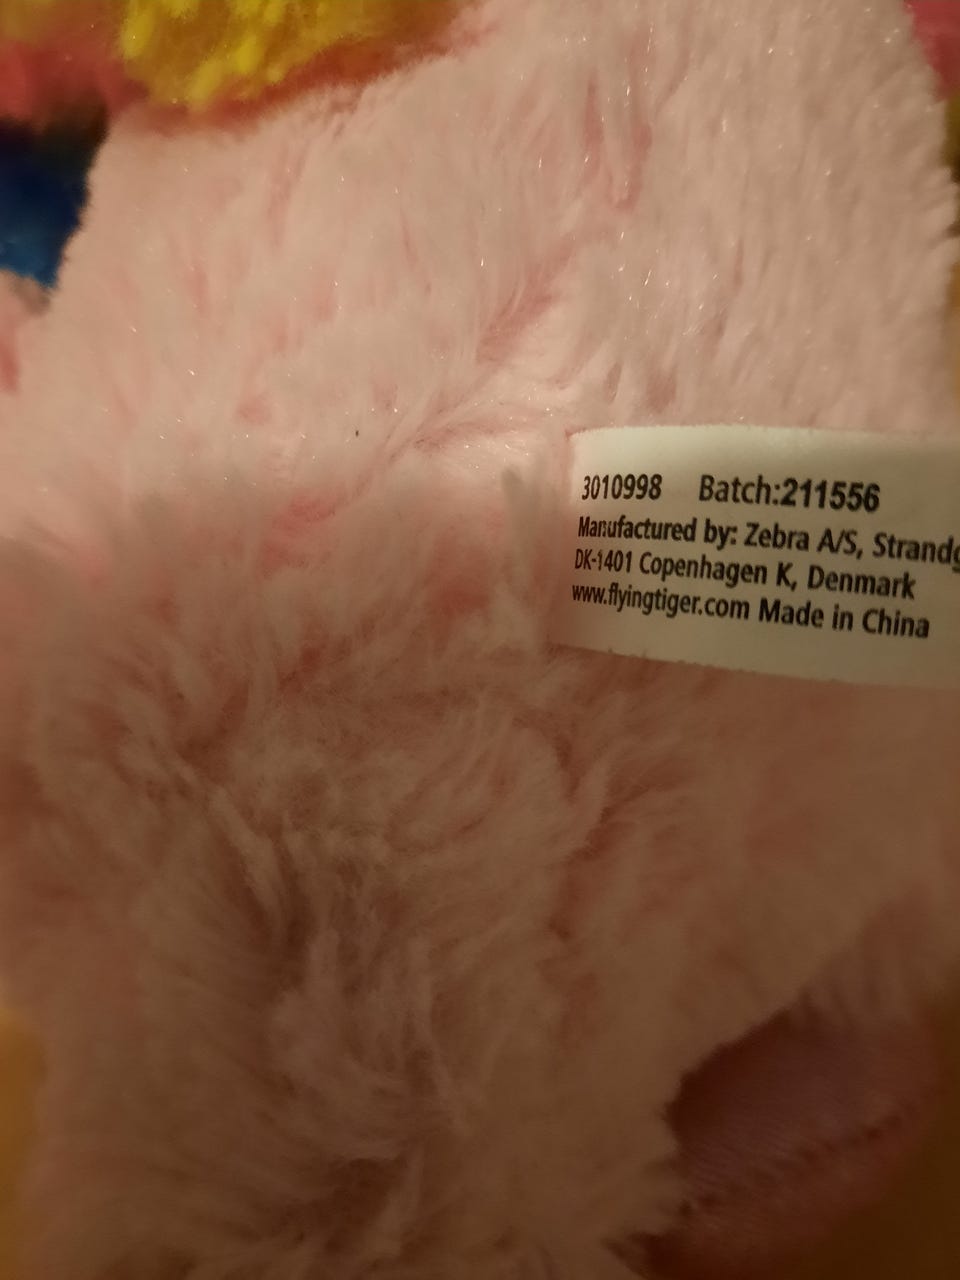 3010998 Batch:211556
Manufactured by: Zebra A/S,
DK-1401 Copenhagen K, Denmark
www.flyingtiger.com Made in China